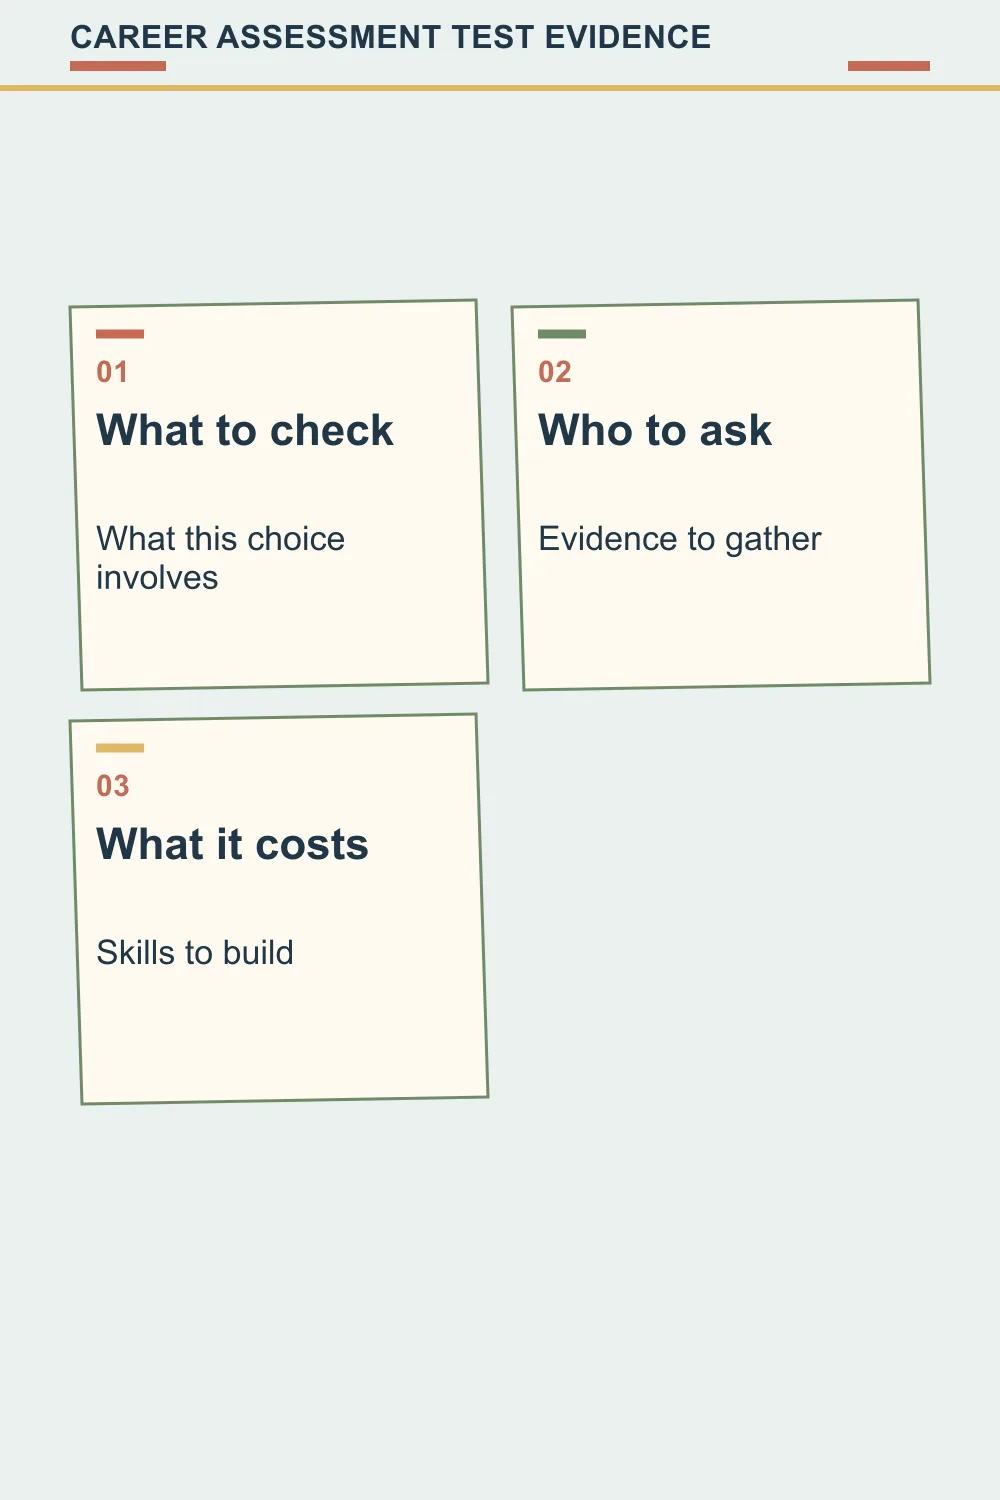 CAREER ASSESSMENT TEST EVIDENCE
01
What to check
What this choice
involves
02
Who to ask
Evidence to gather
03
What it costs
Skills to build